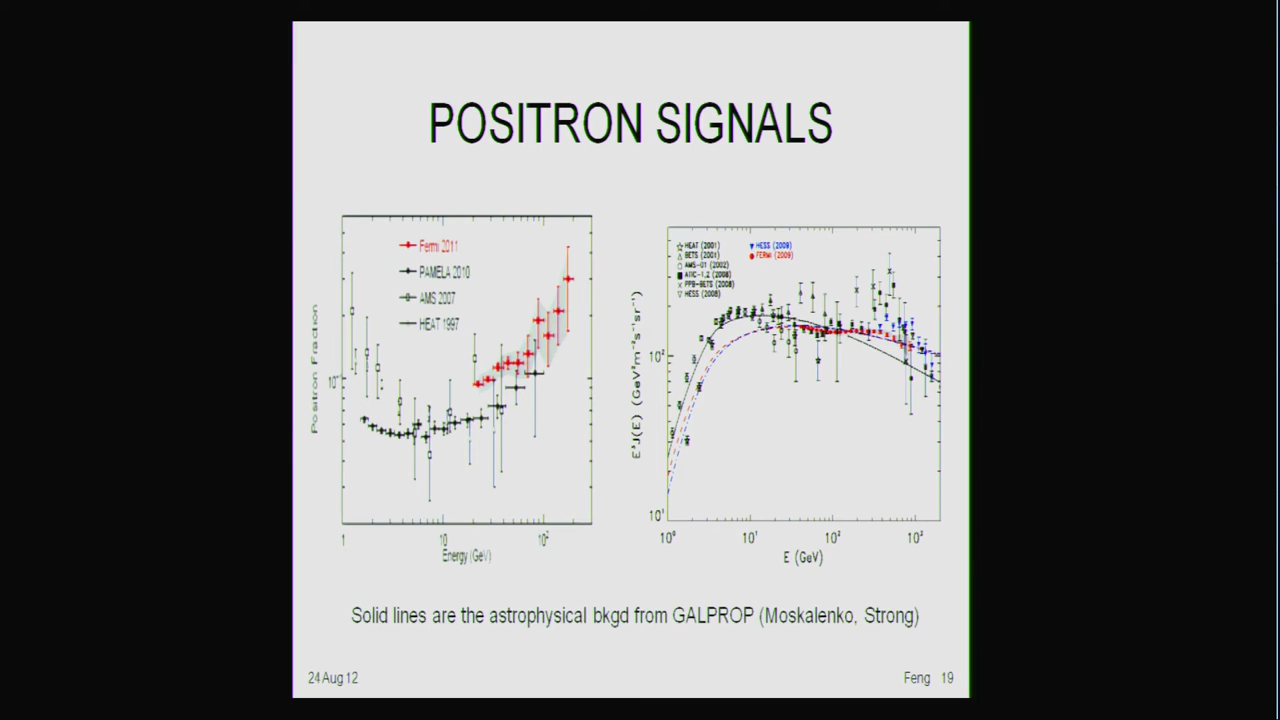 POSITRON SIGNALS
Positron Fraction
Fermi 2011
PAMELA 2010
AMS 2007
HEAT 1997
10⁻¹
1
10
10²
Energy (GeV)
E³J(E) (GeV²m⁻²s⁻¹sr⁻¹)
HEAT (2001)
BETS (2001)
AMS-01 (2002)
ATIC-1,2 (2008)
PPB-BETS (2008)
HESS (2008)
HESS (2009)
FERMI (2009)
10²
10¹
10⁰
10¹
10²
10³
E (GeV)
Solid lines are the astrophysical bkgd from GALPROP (Moskalenko, Strong)
24 Aug 12
Feng 19